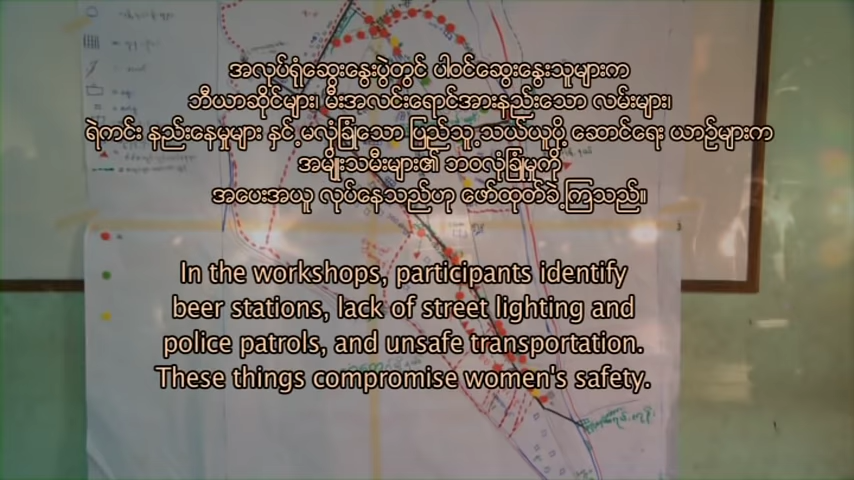 အလုပ်ရုံဆွေးနွေးပွဲတွင် ပါဝင်ဆွေးနွေးသူများက
ဘီယာဆိုင်များ၊ မီးအလင်းရောင်အားနည်းသော လမ်းများ၊
ရဲကင်း နည်းနေမှုများ နှင့် မလုံခြုံသော ပြည်သူ့ သယ်ယူပို့ ဆောင်ရေး ယာဉ်များက
အမျိုးသမီးများ၏ ဘဝလုံခြုံမှုကို
အပေးအယူ လုပ်နေသည်ဟု ဖော်ထုတ်ခဲ့ကြသည်။
In the workshops, participants identify
beer stations, lack of street lighting and
police patrols, and unsafe transportation.
These things compromise women's safety.